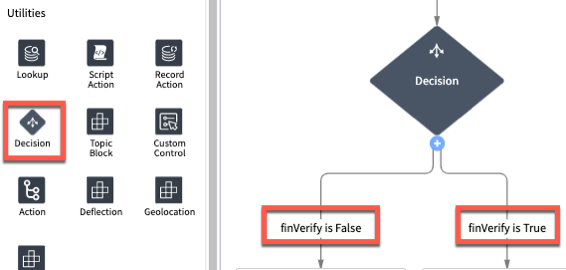 Utilities
Lookup
Script
Action
Record
Action
Decision
Topic
Block
Custom
Control
Action
Deflection
Geolocation
Decision
finVerify is False
finVerify is True